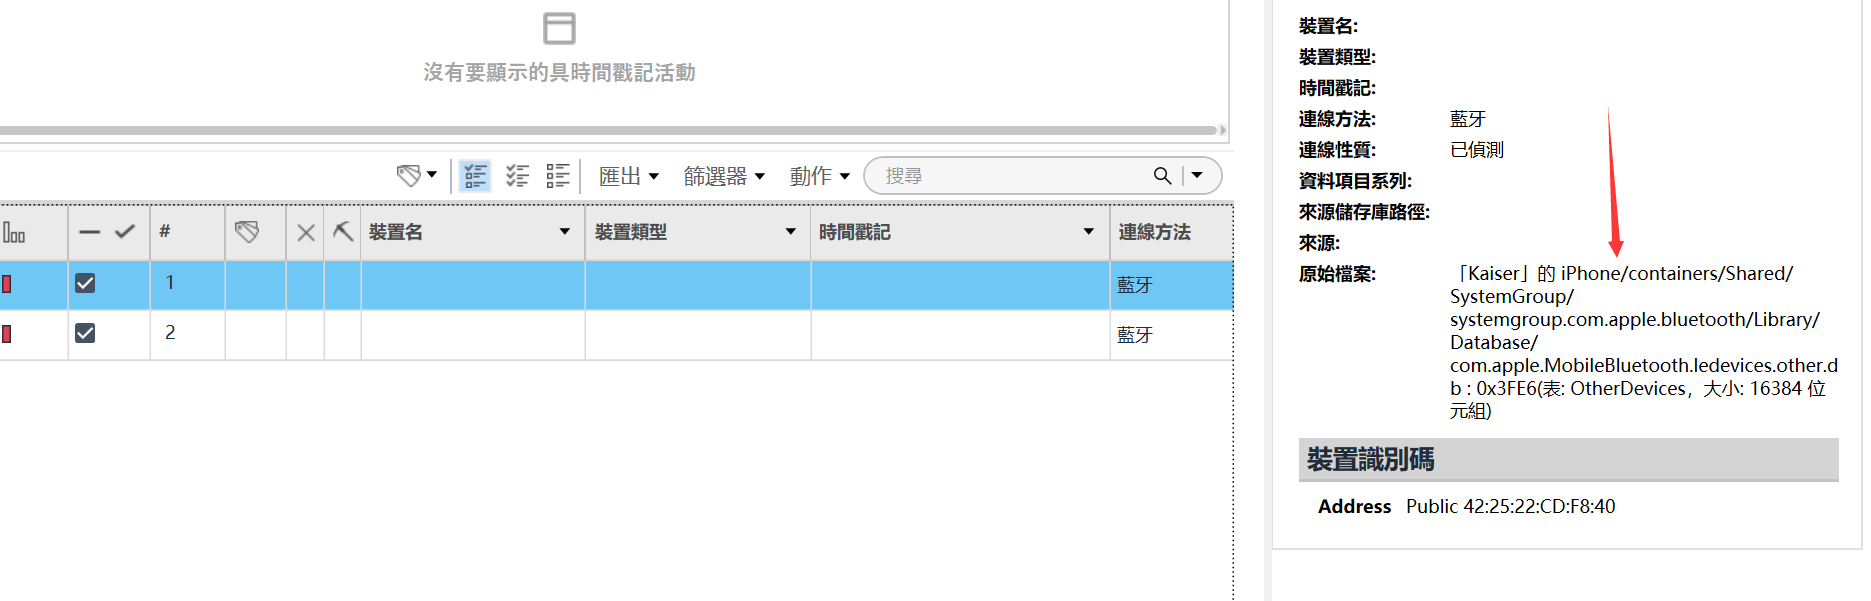 沒有要顯示的具時間戳記活動
匯出 篩選器 動作 搜尋
# 裝置名 裝置類型 時間戳記 連線方法
1 藍牙
2 藍牙
裝置名:
裝置類型:
時間戳記:
連線方法: 藍牙
連線性質: 已偵測
資料項目系列:
來源儲存庫路徑:
來源:
原始檔案: 「Kaiser」的 iPhone/containers/Shared/
SystemGroup/
systemgroup.com.apple.bluetooth/Library/
Database/
com.apple.MobileBluetooth.ledevices.other.d
b : 0x3FE6(表: OtherDevices，大小: 16384 位
元組)
裝置識別碼
Address Public 42:25:22:CD:F8:40